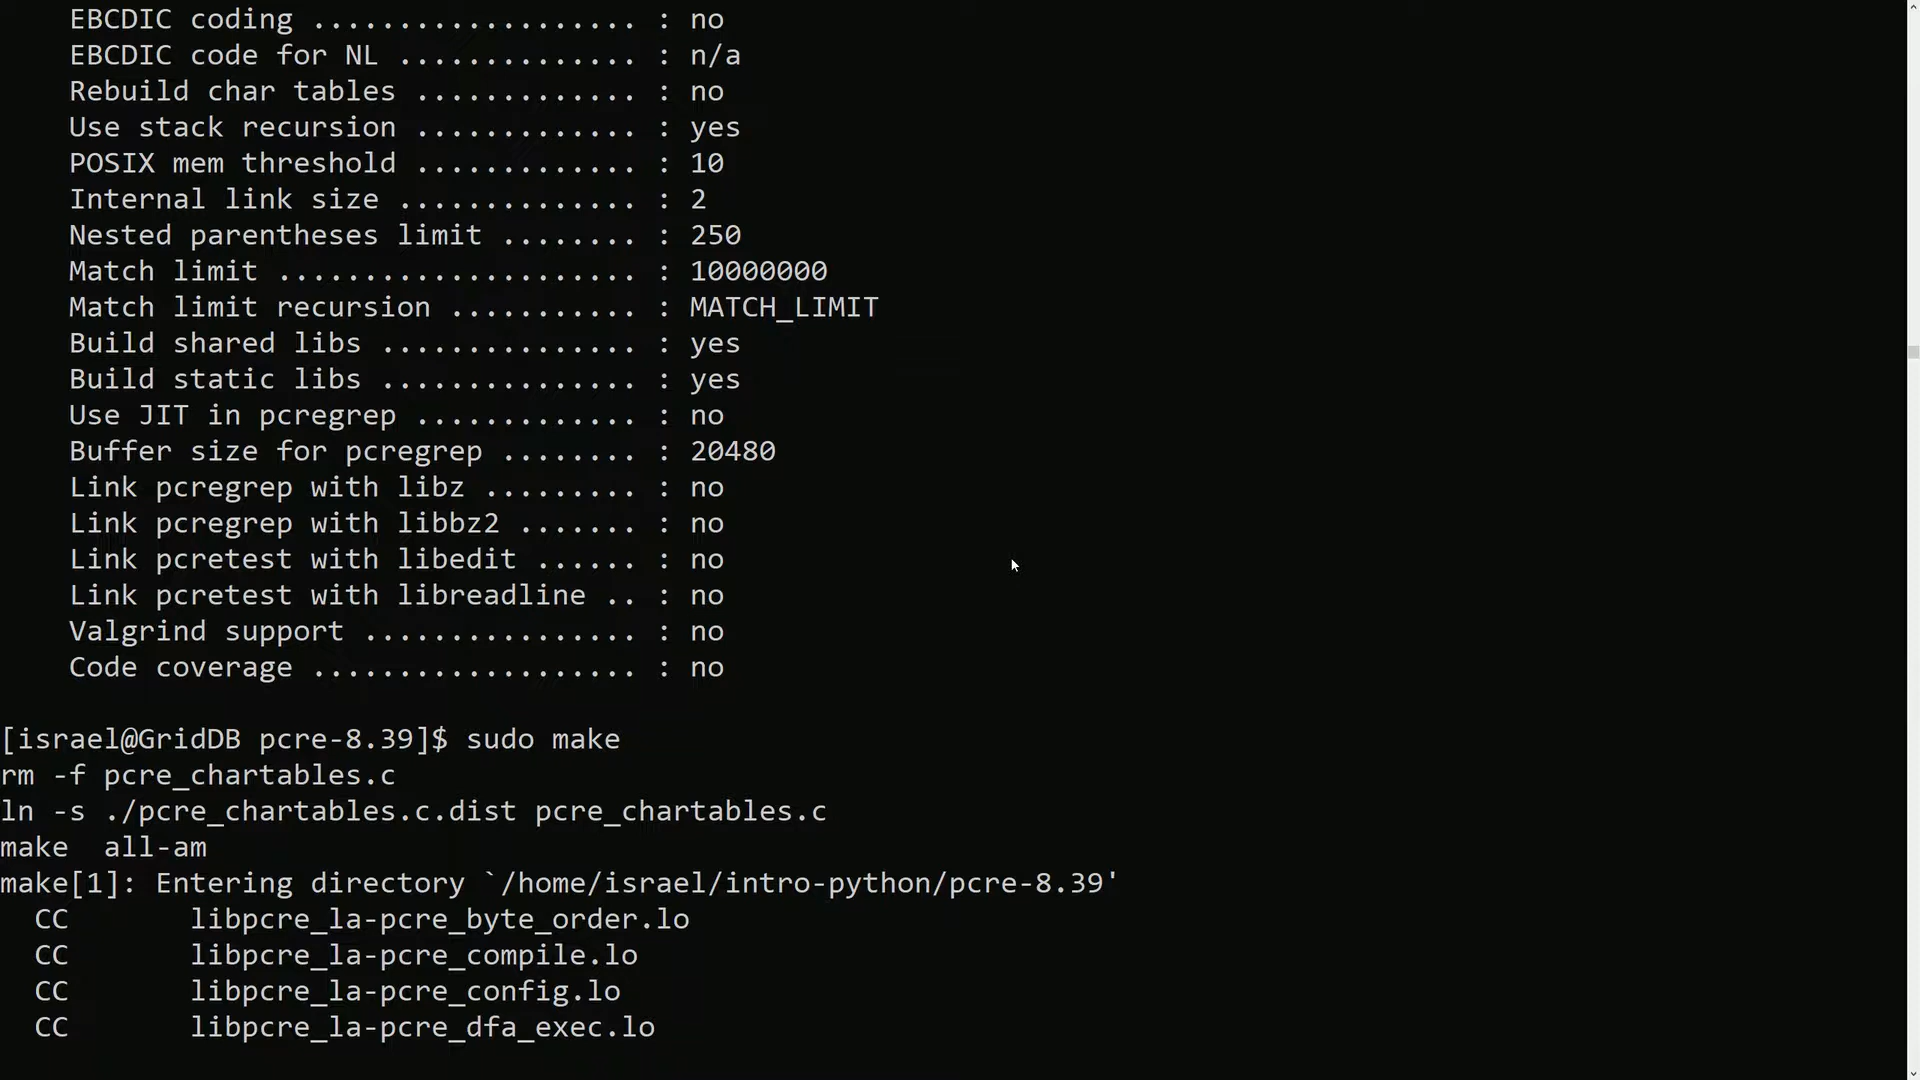 EBCDIC coding ................... : no
EBCDIC code for NL .............. : n/a
Rebuild char tables ............. : no
Use stack recursion ............. : yes
POSIX mem threshold ............. : 10
Internal link size .............. : 2
Nested parentheses limit ........ : 250
Match limit ..................... : 10000000
Match limit recursion ........... : MATCH_LIMIT
Build shared libs ............... : yes
Build static libs ............... : yes
Use JIT in pcregrep ............. : no
Buffer size for pcregrep ........ : 20480
Link pcregrep with libz ......... : no
Link pcregrep with libbz2 ....... : no
Link pcretest with libedit ...... : no
Link pcretest with libreadline .. : no
Valgrind support ................ : no
Code coverage ................... : no
[israel@GridDB pcre-8.39]$ sudo make
rm -f pcre_chartables.c
ln -s ./pcre_chartables.c.dist pcre_chartables.c
make  all-am
make[1]: Entering directory `/home/israel/intro-python/pcre-8.39'
  CC       libpcre_la-pcre_byte_order.lo
  CC       libpcre_la-pcre_compile.lo
  CC       libpcre_la-pcre_config.lo
  CC       libpcre_la-pcre_dfa_exec.lo